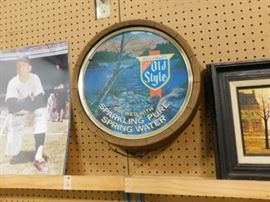 Old
Style
BREWED WITH
SPARKLING PURE
SPRING WATER